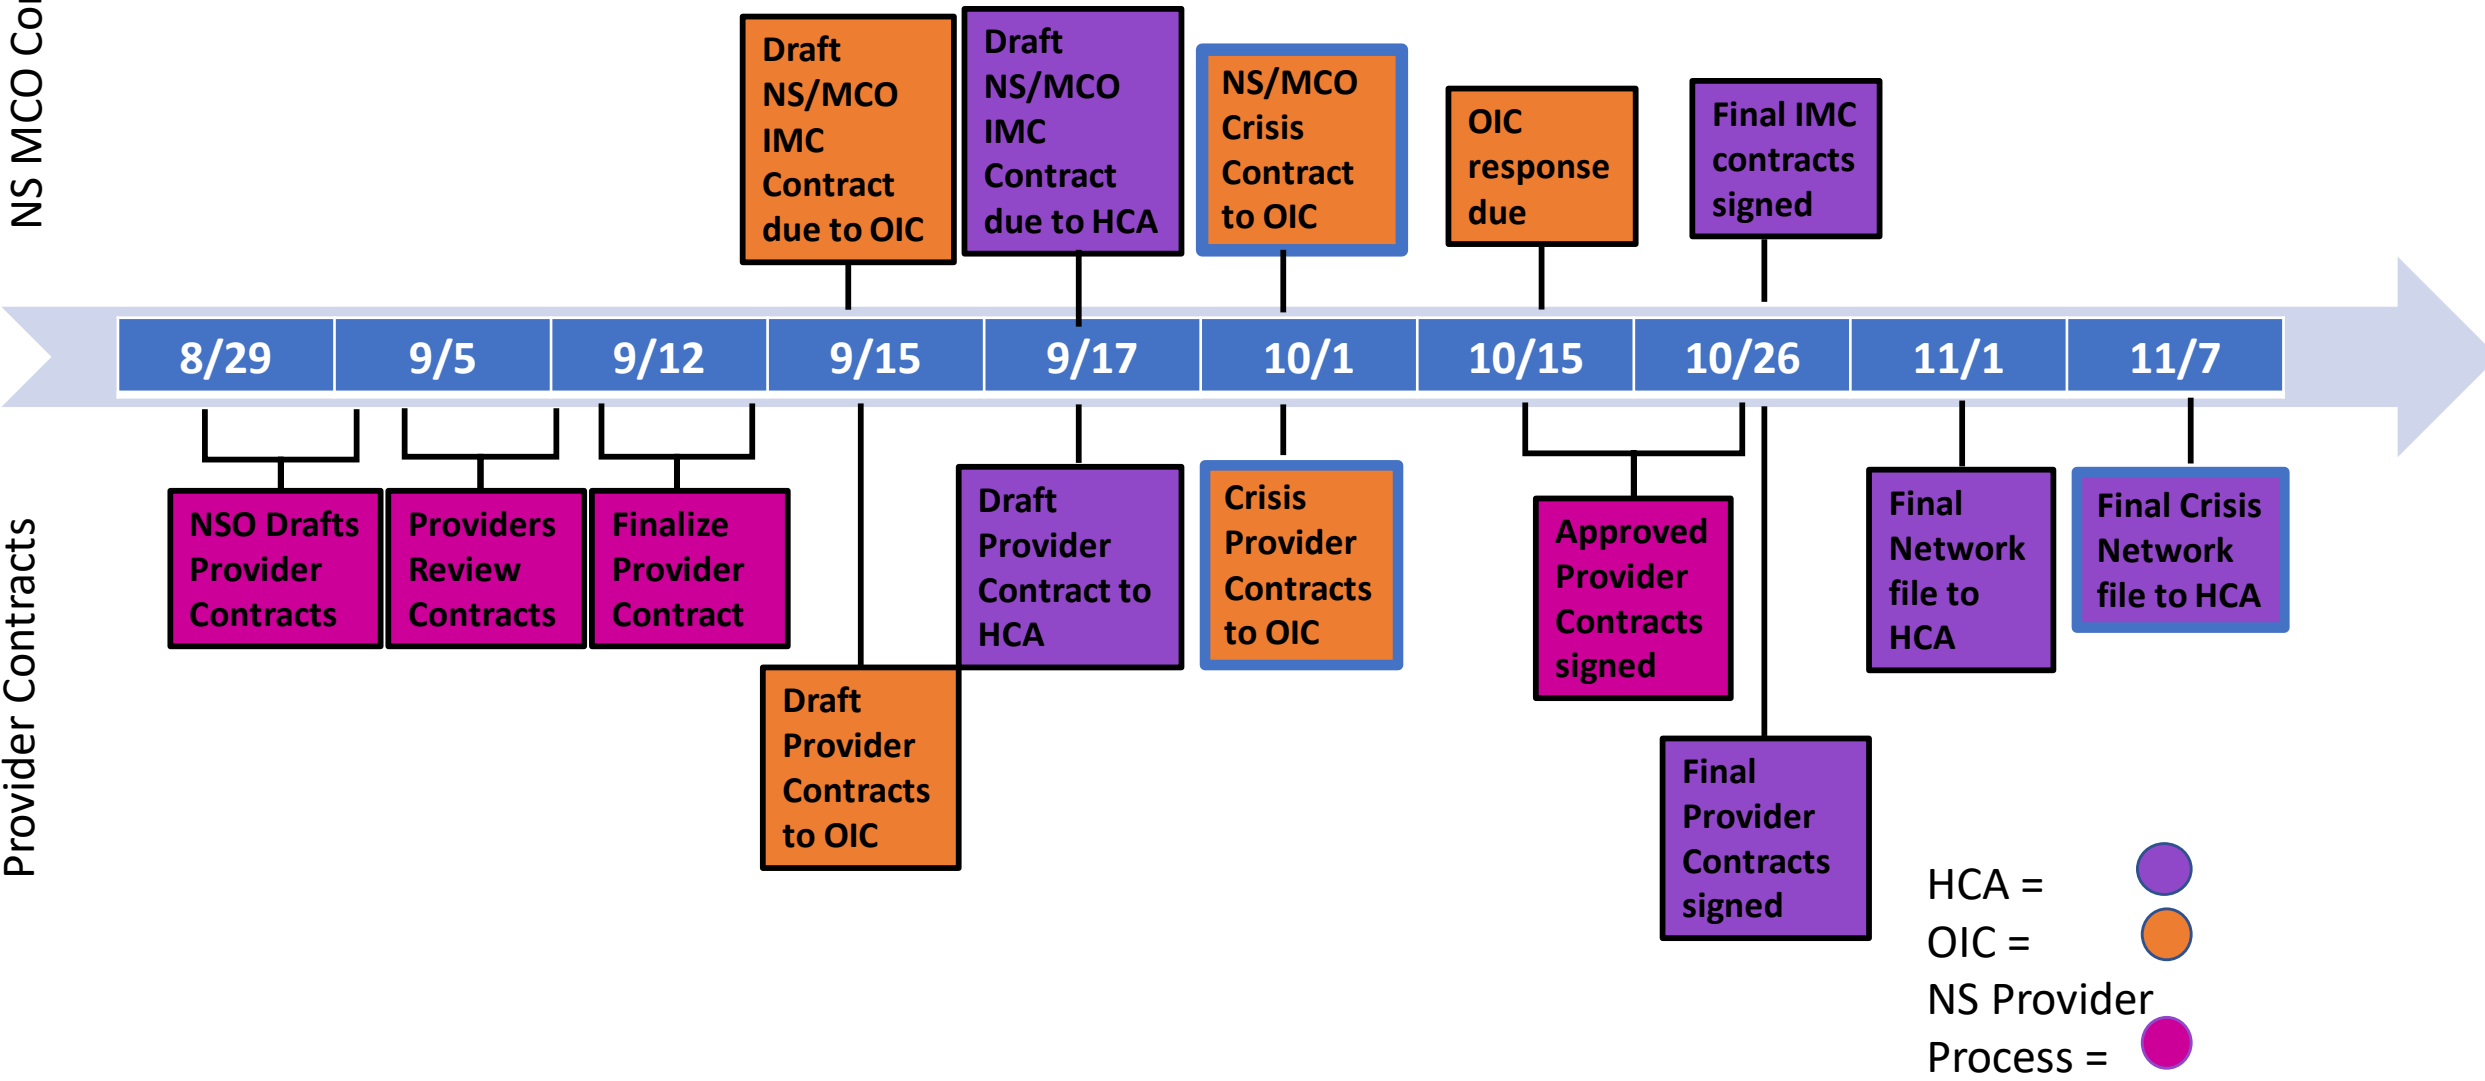 NS MCO
Draft
NS/MCO
IMC
Contract
due to OIC
Draft
NS/MCO
IMC
Contract
due to HCA
NS/MCO
Crisis
Contract
to OIC
OIC
response
due
Final IMC
contracts
signed
8/29
9/5
9/12
9/15
9/17
10/1
10/15
10/26
11/1
11/7
Provider Contracts
NSO Drafts
Provider
Contracts
Providers
Review
Contracts
Finalize
Provider
Contract
Draft
Provider
Contracts
to OIC
Draft
Provider
Contract to
HCA
Crisis
Provider
Contracts
to OIC
Approved
Provider
Contracts
signed
Final
Provider
Contracts
signed
Final
Network
file to
HCA
Final Crisis
Network
file to HCA
HCA =
OIC =
NS Provider
Process =